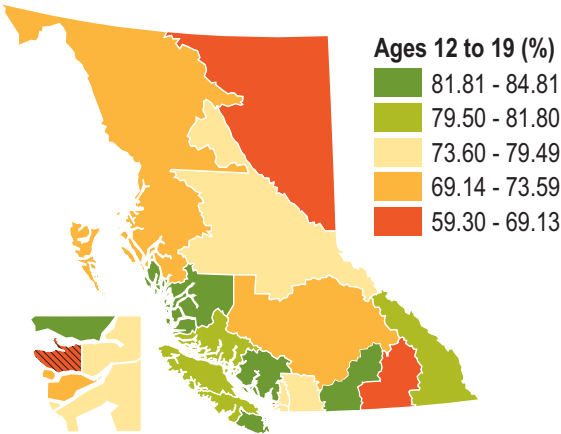 Ages 12 to 19 (%)
81.81 - 84.81
79.50 - 81.80
73.60 - 79.49
69.14 - 73.59
59.30 - 69.13